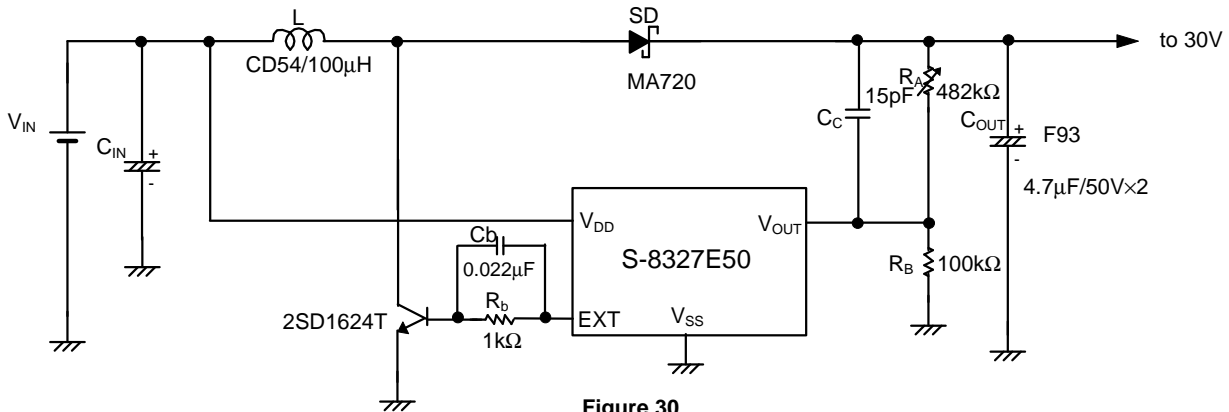 L
SD
to 30V
CD54/100μH
MA720
RA
15pF
482kΩ
VIN
CIN
+
-
CC
COUT
+
-
F93
4.7μF/50V×2
VDD
VOUT
Cb
0.022μF
S-8327E50
RB
100kΩ
Rb
2SD1624T
EXT
VSS
1kΩ
Figure 30